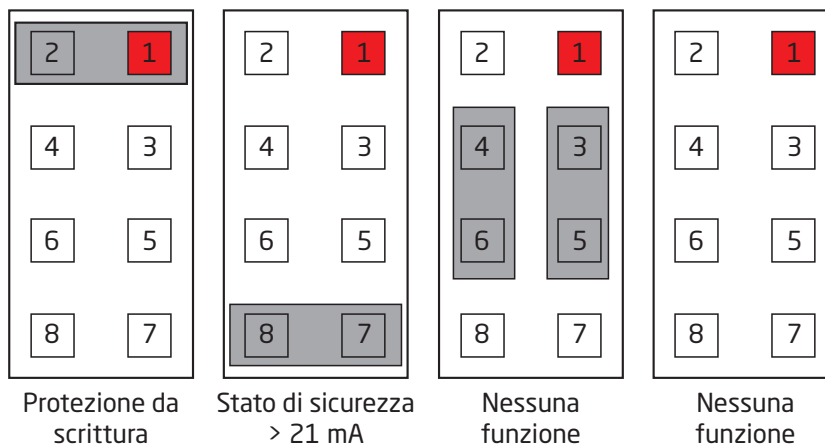 2 1 2 1 2 1 2 1
4 3 4 3 4 3 4 3
6 5 6 5 6 5 6 5
8 7 8 7 8 7 8 7
Protezione da Stato di sicurezza Nessuna Nessuna
scrittura > 21 mA funzione funzione